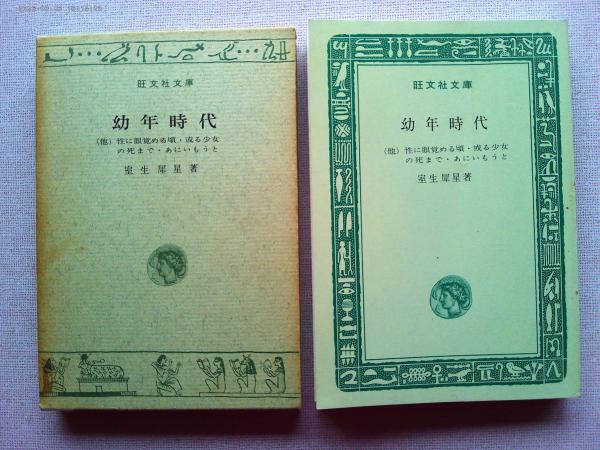 旺文社文庫
幼年時代
(他) 性に眼覚める頃・或る少女
の死まで・あにいもうと
室生犀星著
旺文社文庫
幼年時代
(他) 性に眼覚める頃・或る少女
の死まで・あにいもうと
室生犀星著